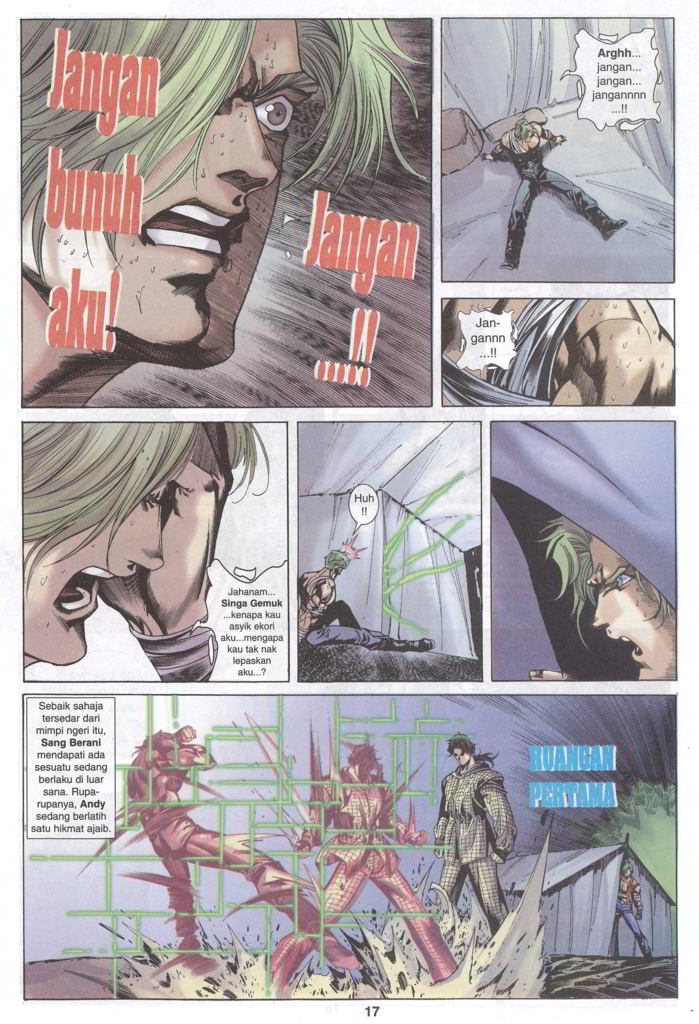 Jangan
bunuh
aku!
Jangan
.....!!
Arghh...
jangan...
jangan...
jangannnn
...!!
Jan-
gannn
...!!
Jahanam...
Singa Gemuk
...kenapa kau
asyik ekori
aku...mengapa
kau tak nak
lepaskan
aku...?
Huh
!!
Sebaik sahaja
tersedar dari
mimpi ngeri itu,
Sang Berani
mendapati ada
sesuatu sedang
berlaku di luar
sana. Rupa-
rupanya, Andy
sedang berlatih
satu hikmat ajaib.
RUANGAN
PERTAMA
17